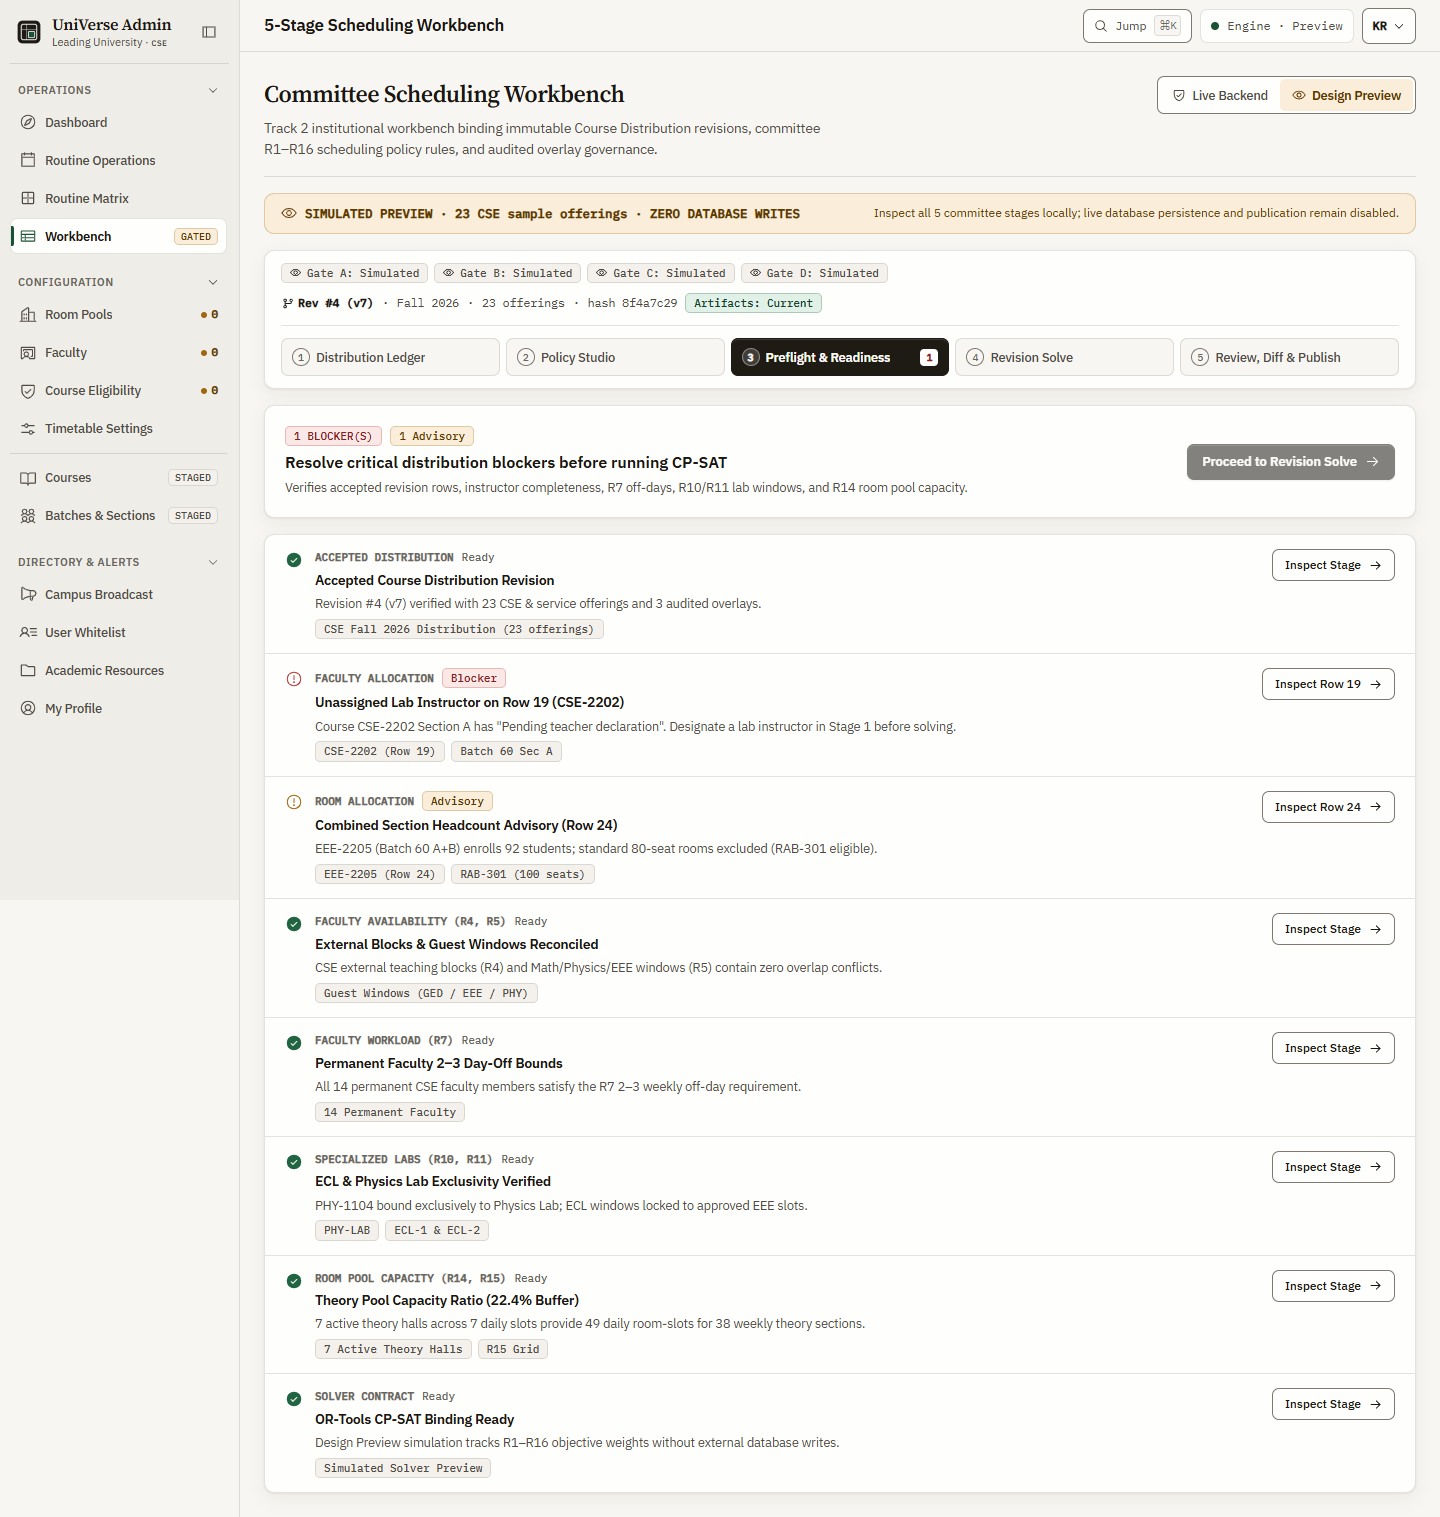 UniVerse Admin
Leading University · CSE
OPERATIONS
Dashboard
Routine Operations
Routine Matrix
Workbench GATED
CONFIGURATION
Room Pools 0
Faculty 0
Course Eligibility 0
Timetable Settings
Courses STAGED
Batches & Sections STAGED
DIRECTORY & ALERTS
Campus Broadcast
User Whitelist
Academic Resources
My Profile
5-Stage Scheduling Workbench
Jump ⌘K
Engine · Preview
KR
Committee Scheduling Workbench
Track 2 institutional workbench binding immutable Course Distribution revisions, committee
R1–R16 scheduling policy rules, and audited overlay governance.
Live Backend
Design Preview
SIMULATED PREVIEW · 23 CSE sample offerings · ZERO DATABASE WRITES
Inspect all 5 committee stages locally; live database persistence and publication remain disabled.
Gate A: Simulated
Gate B: Simulated
Gate C: Simulated
Gate D: Simulated
Rev #4 (v7) · Fall 2026 · 23 offerings · hash 8f4a7c29 Artifacts: Current
1 Distribution Ledger
2 Policy Studio
3 Preflight & Readiness 1
4 Revision Solve
5 Review, Diff & Publish
1 BLOCKER(S)
1 Advisory
Resolve critical distribution blockers before running CP-SAT
Verifies accepted revision rows, instructor completeness, R7 off-days, R10/R11 lab windows, and R14 room pool capacity.
Proceed to Revision Solve →
ACCEPTED DISTRIBUTION Ready
Accepted Course Distribution Revision
Revision #4 (v7) verified with 23 CSE & service offerings and 3 audited overlays.
CSE Fall 2026 Distribution (23 offerings)
Inspect Stage →
FACULTY ALLOCATION Blocker
Unassigned Lab Instructor on Row 19 (CSE-2202)
Course CSE-2202 Section A has "Pending teacher declaration". Designate a lab instructor in Stage 1 before solving.
CSE-2202 (Row 19)
Batch 60 Sec A
Inspect Row 19 →
ROOM ALLOCATION Advisory
Combined Section Headcount Advisory (Row 24)
EEE-2205 (Batch 60 A+B) enrolls 92 students; standard 80-seat rooms excluded (RAB-301 eligible).
EEE-2205 (Row 24)
RAB-301 (100 seats)
Inspect Row 24 →
FACULTY AVAILABILITY (R4, R5) Ready
External Blocks & Guest Windows Reconciled
CSE external teaching blocks (R4) and Math/Physics/EEE windows (R5) contain zero overlap conflicts.
Guest Windows (GED / EEE / PHY)
Inspect Stage →
FACULTY WORKLOAD (R7) Ready
Permanent Faculty 2–3 Day-Off Bounds
All 14 permanent CSE faculty members satisfy the R7 2–3 weekly off-day requirement.
14 Permanent Faculty
Inspect Stage →
SPECIALIZED LABS (R10, R11) Ready
ECL & Physics Lab Exclusivity Verified
PHY-1104 bound exclusively to Physics Lab; ECL windows locked to approved EEE slots.
PHY-LAB
ECL-1 & ECL-2
Inspect Stage →
ROOM POOL CAPACITY (R14, R15) Ready
Theory Pool Capacity Ratio (22.4% Buffer)
7 active theory halls across 7 daily slots provide 49 daily room-slots for 38 weekly theory sections.
7 Active Theory Halls
R15 Grid
Inspect Stage →
SOLVER CONTRACT Ready
OR-Tools CP-SAT Binding Ready
Design Preview simulation tracks R1–R16 objective weights without external database writes.
Simulated Solver Preview
Inspect Stage →